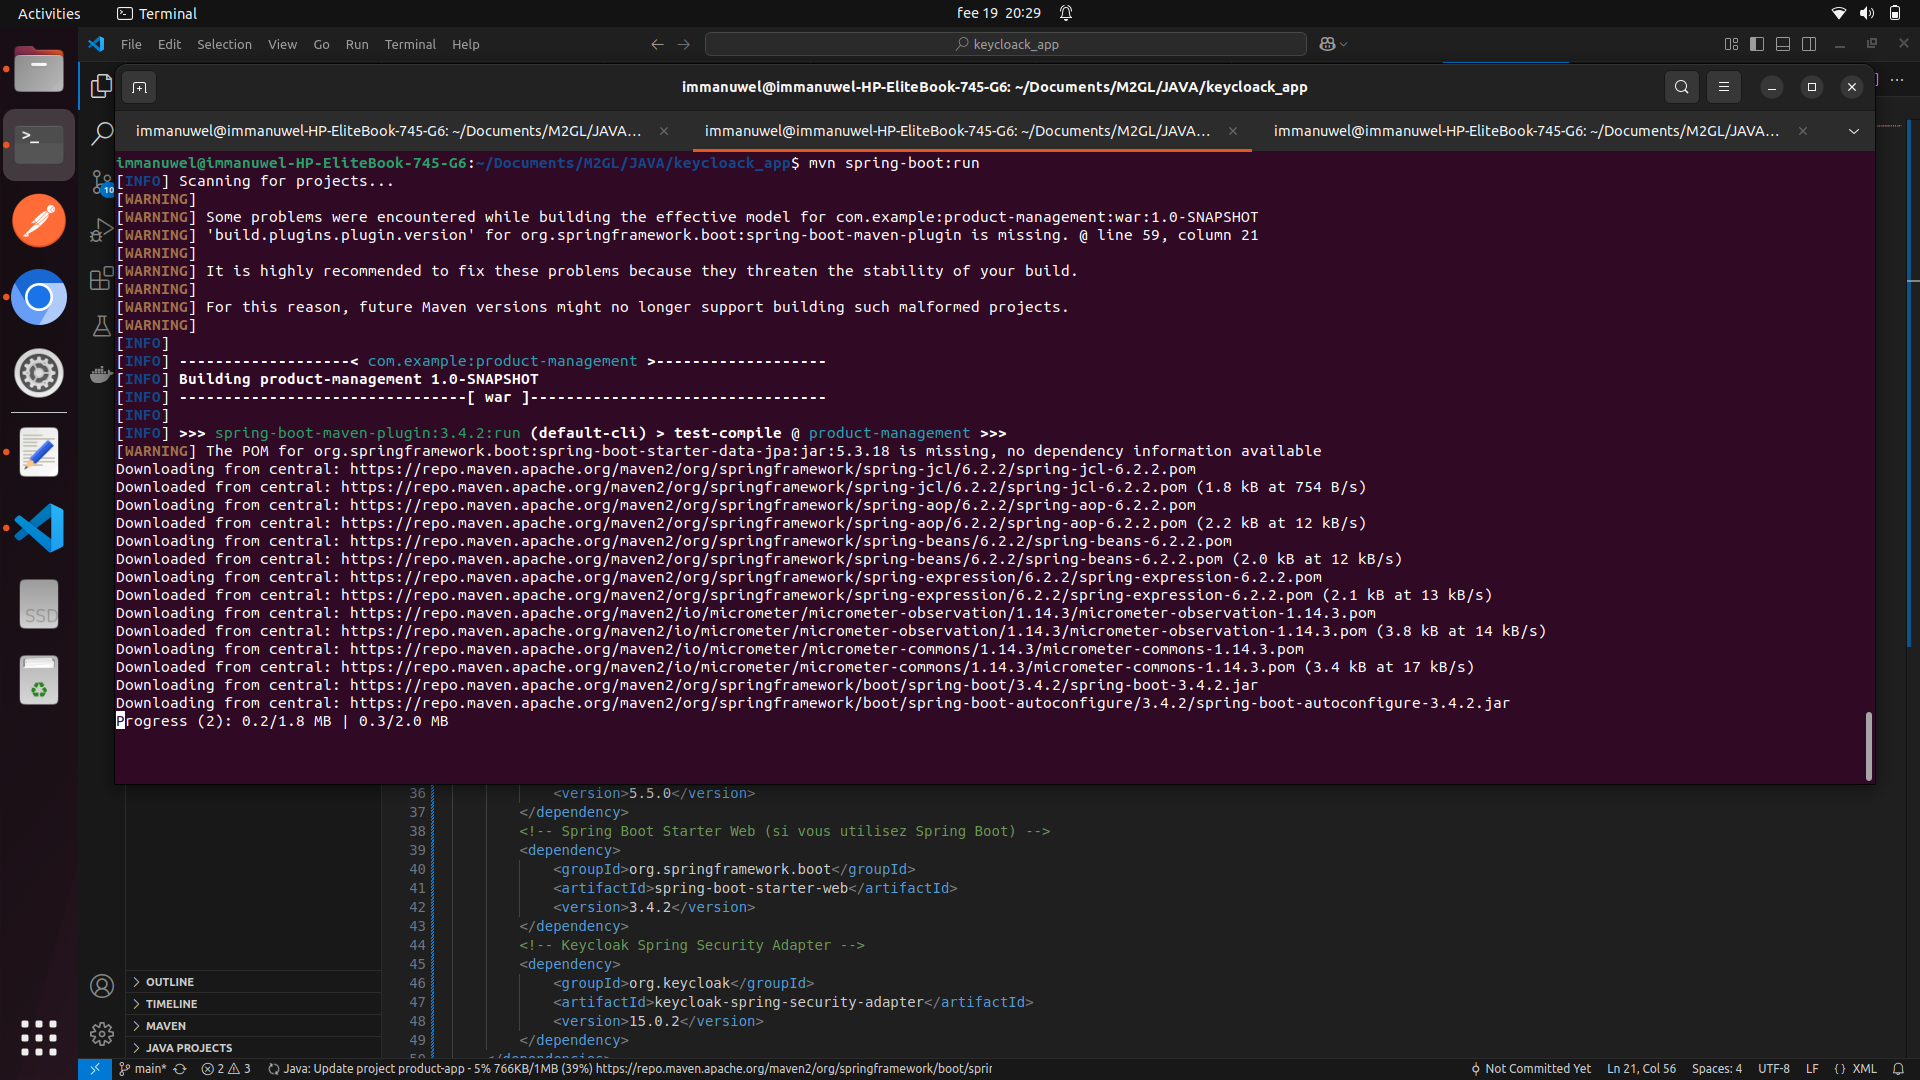 Activities
Terminal
fee 19 20:29
File Edit Selection View Go Run Terminal Help
keycloack_app
immanuwel@immanuwel-HP-EliteBook-745-G6: ~/Documents/M2GL/JAVA/keycloack_app
immanuwel@immanuwel-HP-EliteBook-745-G6: ~/Documents/M2GL/JAVA...
immanuwel@immanuwel-HP-EliteBook-745-G6: ~/Documents/M2GL/JAVA...
immanuwel@immanuwel-HP-EliteBook-745-G6: ~/Documents/M2GL/JAVA...
immanuwel@immanuwel-HP-EliteBook-745-G6:~/Documents/M2GL/JAVA/keycloack_app$ mvn spring-boot:run
[INFO] Scanning for projects...
[WARNING]
[WARNING] Some problems were encountered while building the effective model for com.example:product-management:war:1.0-SNAPSHOT
[WARNING] 'build.plugins.plugin.version' for org.springframework.boot:spring-boot-maven-plugin is missing. @ line 59, column 21
[WARNING]
[WARNING] It is highly recommended to fix these problems because they threaten the stability of your build.
[WARNING]
[WARNING] For this reason, future Maven versions might no longer support building such malformed projects.
[WARNING]
[INFO]
[INFO] -------------------< com.example:product-management >-------------------
[INFO] Building product-management 1.0-SNAPSHOT
[INFO] --------------------------------[ war ]---------------------------------
[INFO]
[INFO] >>> spring-boot-maven-plugin:3.4.2:run (default-cli) > test-compile @ product-management >>>
[WARNING] The POM for org.springframework.boot:spring-boot-starter-data-jpa:jar:5.3.18 is missing, no dependency information available
Downloading from central: https://repo.maven.apache.org/maven2/org/springframework/spring-jcl/6.2.2/spring-jcl-6.2.2.pom
Downloaded from central: https://repo.maven.apache.org/maven2/org/springframework/spring-jcl/6.2.2/spring-jcl-6.2.2.pom (1.8 kB at 754 B/s)
Downloading from central: https://repo.maven.apache.org/maven2/org/springframework/spring-aop/6.2.2/spring-aop-6.2.2.pom
Downloaded from central: https://repo.maven.apache.org/maven2/org/springframework/spring-aop/6.2.2/spring-aop-6.2.2.pom (2.2 kB at 12 kB/s)
Downloading from central: https://repo.maven.apache.org/maven2/org/springframework/spring-beans/6.2.2/spring-beans-6.2.2.pom
Downloaded from central: https://repo.maven.apache.org/maven2/org/springframework/spring-beans/6.2.2/spring-beans-6.2.2.pom (2.0 kB at 12 kB/s)
Downloading from central: https://repo.maven.apache.org/maven2/org/springframework/spring-expression/6.2.2/spring-expression-6.2.2.pom
Downloaded from central: https://repo.maven.apache.org/maven2/org/springframework/spring-expression/6.2.2/spring-expression-6.2.2.pom (2.1 kB at 13 kB/s)
Downloading from central: https://repo.maven.apache.org/maven2/io/micrometer/micrometer-observation/1.14.3/micrometer-observation-1.14.3.pom
Downloaded from central: https://repo.maven.apache.org/maven2/io/micrometer/micrometer-observation/1.14.3/micrometer-observation-1.14.3.pom (3.8 kB at 14 kB/s)
Downloading from central: https://repo.maven.apache.org/maven2/io/micrometer/micrometer-commons/1.14.3/micrometer-commons-1.14.3.pom
Downloaded from central: https://repo.maven.apache.org/maven2/io/micrometer/micrometer-commons/1.14.3/micrometer-commons-1.14.3.pom (3.4 kB at 17 kB/s)
Downloading from central: https://repo.maven.apache.org/maven2/org/springframework/boot/spring-boot/3.4.2/spring-boot-3.4.2.jar
Downloading from central: https://repo.maven.apache.org/maven2/org/springframework/boot/spring-boot-autoconfigure/3.4.2/spring-boot-autoconfigure-3.4.2.jar
Progress (2): 0.2/1.8 MB | 0.3/2.0 MB
10
SSD
36 <version>5.5.0</version>
37 </dependency>
38 <!-- Spring Boot Starter Web (si vous utilisez Spring Boot) -->
39 <dependency>
40 <groupId>org.springframework.boot</groupId>
41 <artifactId>spring-boot-starter-web</artifactId>
42 <version>3.4.2</version>
43 </dependency>
44 <!-- Keycloak Spring Security Adapter -->
45 <dependency>
46 <groupId>org.keycloak</groupId>
47 <artifactId>keycloak-spring-security-adapter</artifactId>
48 <version>15.0.2</version>
49 </dependency>
50 </dependencies>
OUTLINE
TIMELINE
MAVEN
JAVA PROJECTS
main* 2 3 Java: Update project product-app - 5% 766KB/1MB (39%) https://repo.maven.apache.org/maven2/org/springframework/boot/sprir
Not Committed Yet Ln 21, Col 56 Spaces: 4 UTF-8 LF {} XML